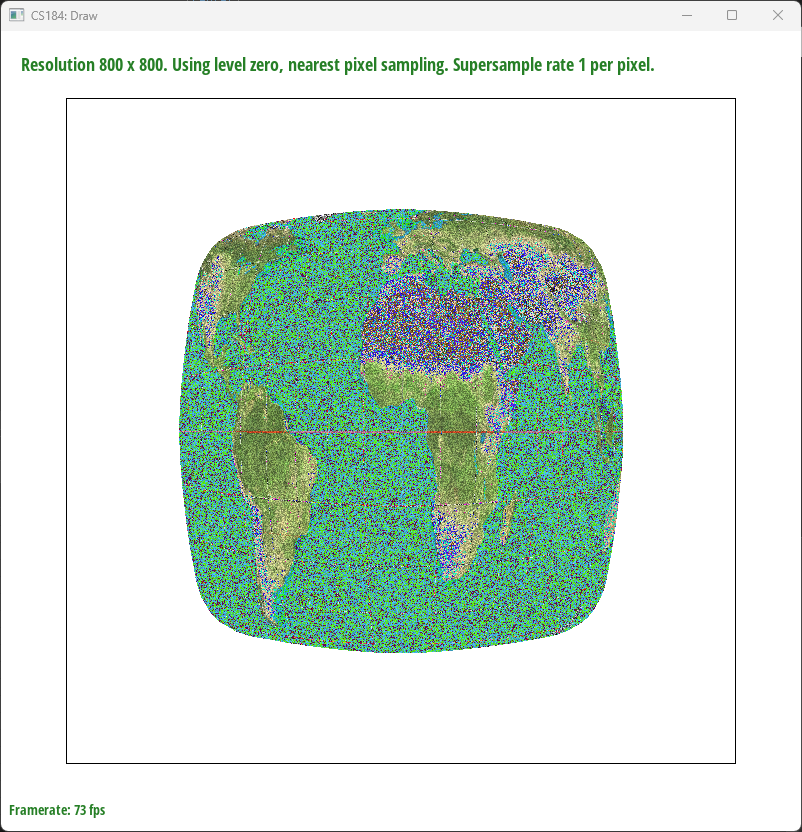 CS184: Draw
Resolution 800 x 800. Using level zero, nearest pixel sampling. Supersample rate 1 per pixel.
Framerate: 73 fps